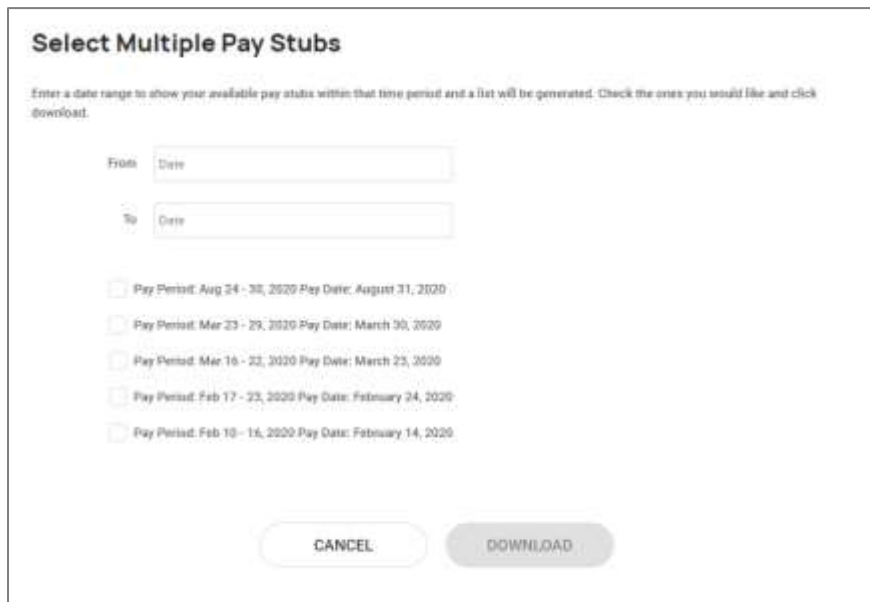 Select Multiple Pay Stubs
Enter a date range to show your available pay stubs within that time period and a list will be generated. Check the ones you would like and click
download.
From Date
To Date
Pay Period: Aug 24 - 30, 2020 Pay Date: August 31, 2020
Pay Period: Mar 23 - 29, 2020 Pay Date: March 30, 2020
Pay Period: Mar 16 - 22, 2020 Pay Date: March 23, 2020
Pay Period: Feb 17 - 23, 2020 Pay Date: February 24, 2020
Pay Period: Feb 10 - 16, 2020 Pay Date: February 14, 2020
CANCEL DOWNLOAD